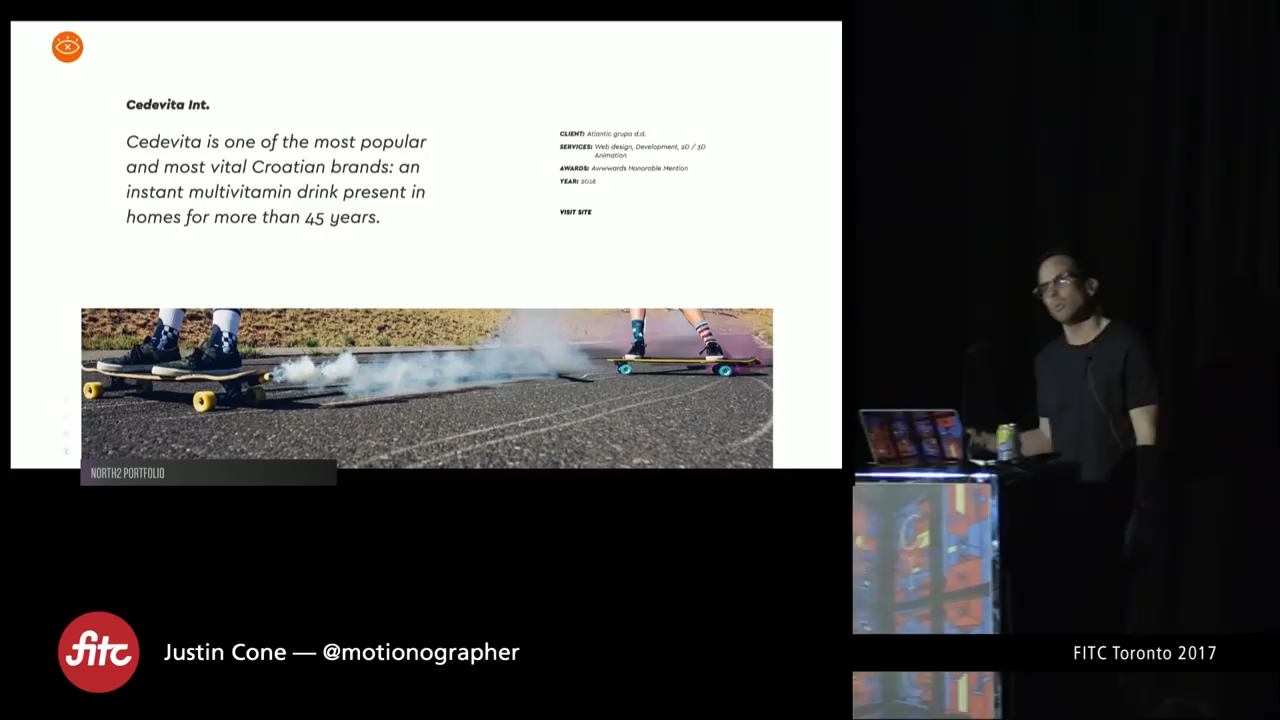 Cedevita Int.
Cedevita is one of the most popular
and most vital Croatian brands: an
instant multivitamin drink present in
homes for more than 45 years.
CLIENT: Atlantic grupa d.d.
SERVICES: Web design, Development, 2D / 3D
Animation
AWARDS: Awwwards Honorable Mention
YEAR: 2016
VISIT SITE
NORTH2 PORTFOLIO
fitc
Justin Cone — @motionographer
FITC Toronto 2017